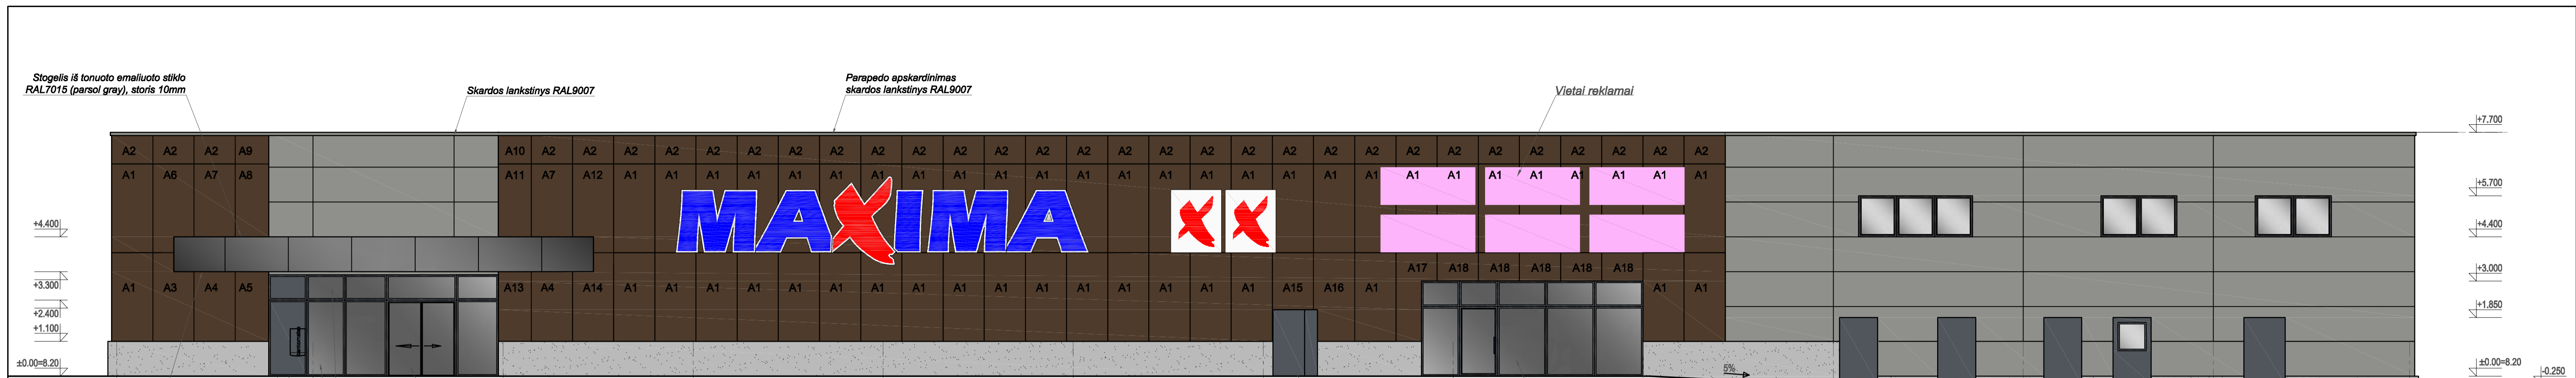 Stogelis iš tonuoto emaliuoto stiklo
RAL7015 (parsol gray), storis 10mm
Skardos lankstinys RAL9007
Parapedo apskardinimas
skardos lankstinys RAL9007
Vietai reklamai
+7.700
A2 A2 A2 A9 A10 A2 A2 A2 A2 A2 A2 A2 A2 A2 A2 A2 A2 A2 A2 A2 A2 A2 A2 A2 A2 A2 A2 A2 A2 A2 A2 A2 A2 A2
A1 A6 A7 A8 A11 A7 A12 A1 A1 A1 A1 A1 A1 A1 A1 A1 A1 A1 A1 A1 A1 A1 A1 A1 A1 A1 A1 A1 A1 A1 A1 A1 A1 A1
+5.700
MAXIMA
+4.400
+4.400
A17 A18 A18 A18 A18 A18
+3.000
+3.300
A1 A3 A4 A5 A13 A4 A14 A1 A1 A1 A1 A1 A1 A1 A1 A1 A1 A1 A1 A1 A1 A1 A1 A15 A16 A1 A1 A1
+2.400
+1.850
+1.100
±0.00=8.20
5%
±0.00=8.20
-0.250